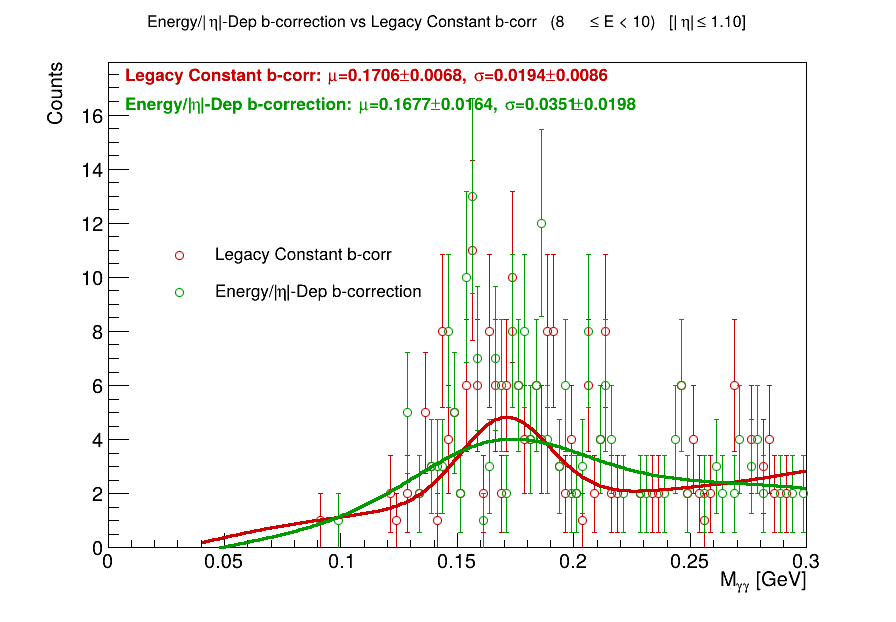 Energy/|η|-Dep b-correction vs Legacy Constant b-corr (8 ≤ E < 10) [|η| ≤ 1.10]
Legacy Constant b-corr: μ=0.1706±0.0068, σ=0.0194±0.0086
Energy/|η|-Dep b-correction: μ=0.1677±0.0164, σ=0.0351±0.0198
Counts
16
14
12
10
8
6
4
2
0
Legacy Constant b-corr
Energy/|η|-Dep b-correction
0 0.05 0.1 0.15 0.2 0.25 0.3
Mγγ [GeV]